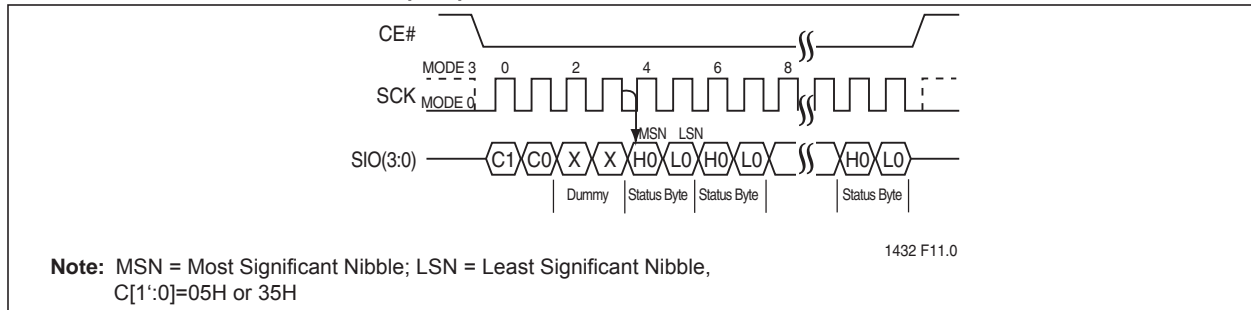 CE#
MODE 3 0 2 4 6 8
SCK MODE 0
MSN LSN
SIO(3:0) C1 C0 X X H0 L0 H0 L0 H0 L0
Dummy Status Byte Status Byte Status Byte
1432 F11.0
Note: MSN = Most Significant Nibble; LSN = Least Significant Nibble,
C[1‘:0]=05H or 35H